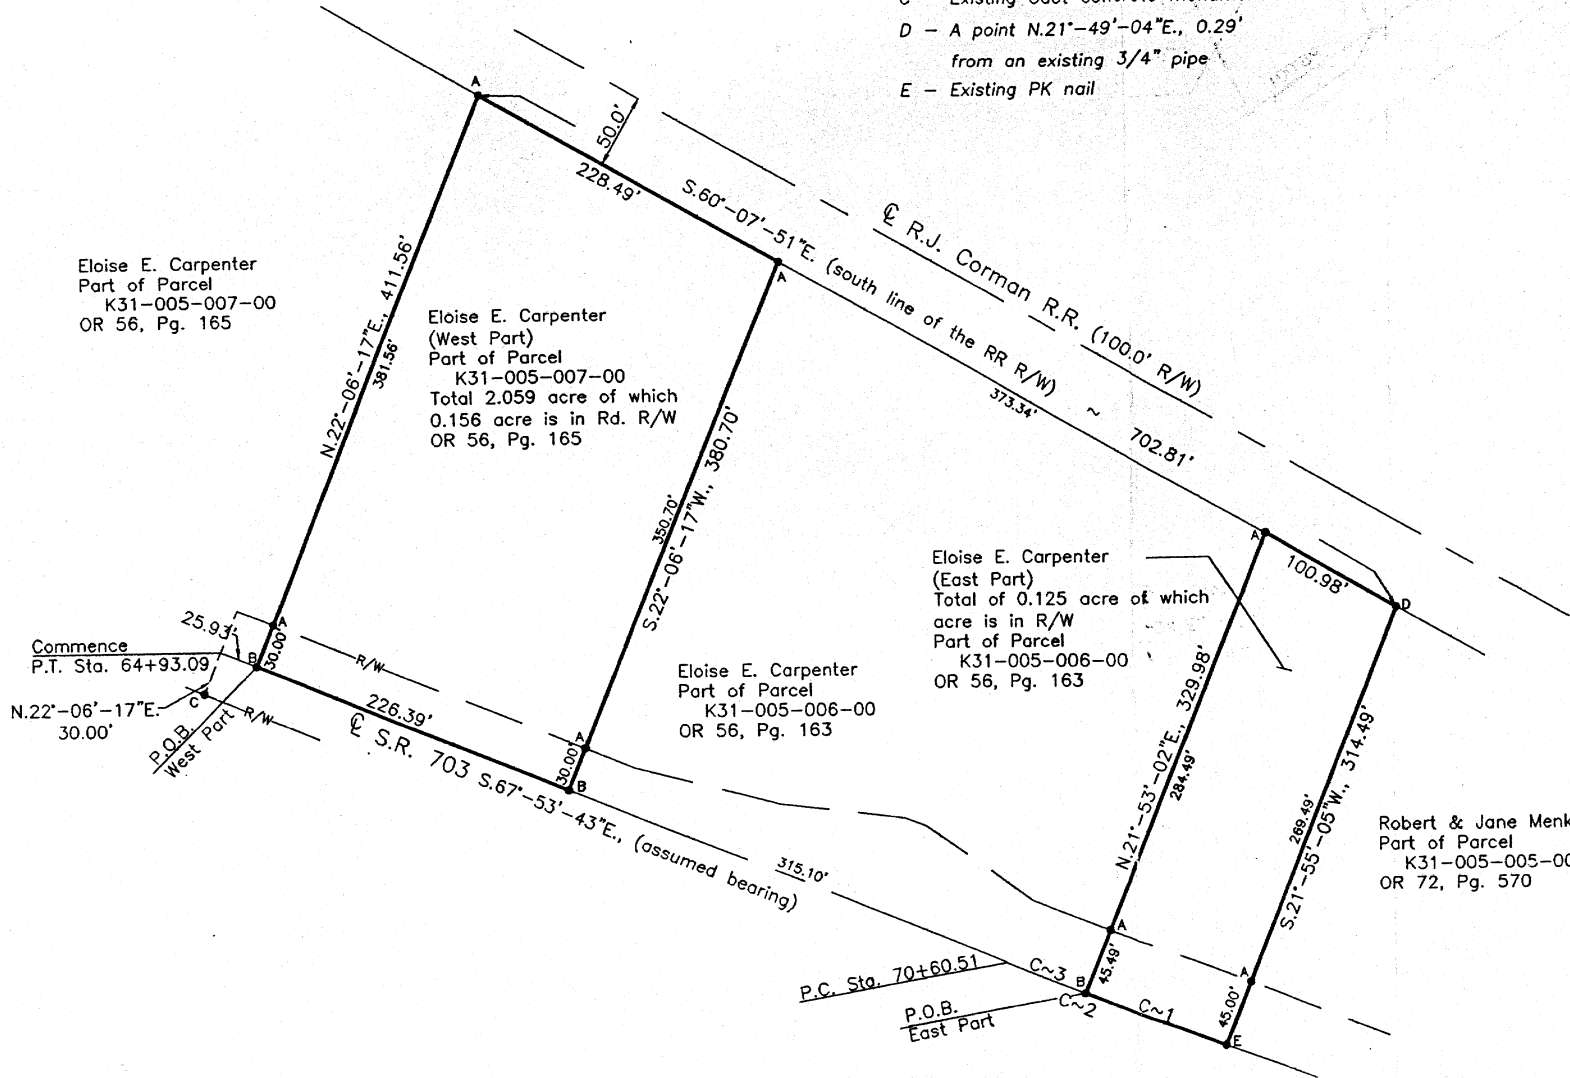 D – A point N.21°–49'–04"E., 0.29'
from an existing 3/4" pipe
E – Existing PK nail
A
50.0'
228.49'
S.60°–07'–51"E. (south line of the RR R/W) ~ 702.81'
℄ R.J. Corman R.R. (100.0' R/W)
373.34'
A
Eloise E. Carpenter
Part of Parcel
K31–005–007–00
OR 56, Pg. 165
N.22°–06'–17"E., 411.56'
381.56'
Eloise E. Carpenter
(West Part)
Part of Parcel
K31–005–007–00
Total 2.059 acre of which
0.156 acre is in Rd. R/W
OR 56, Pg. 165
S.22°–06'–17"W., 380.70'
350.70'
A
100.98'
D
Eloise E. Carpenter
(East Part)
Total of 0.125 acre of which
acre is in R/W
Part of Parcel
K31–005–006–00
OR 56, Pg. 163
25.93'
A
30.00'
Commence
P.T. Sta. 64+93.09
B
C
R/W
R/W
N.22°–06'–17"E.
30.00'
P.O.B.
West Part
226.39'
℄ S.R. 703 S.67°–53'–43"E., (assumed bearing)
A
30.00'
B
Eloise E. Carpenter
Part of Parcel
K31–005–006–00
OR 56, Pg. 163
315.10'
N.21°–53'–02"E., 329.98'
284.49'
S.21°–55'–05"W., 314.49'
269.49'
Robert & Jane Menk
Part of Parcel
K31–005–005–00
OR 72, Pg. 570
A
45.49'
B
C~3
C~2
C~1
P.C. Sta. 70+60.51
P.O.B.
East Part
A
45.00'
E